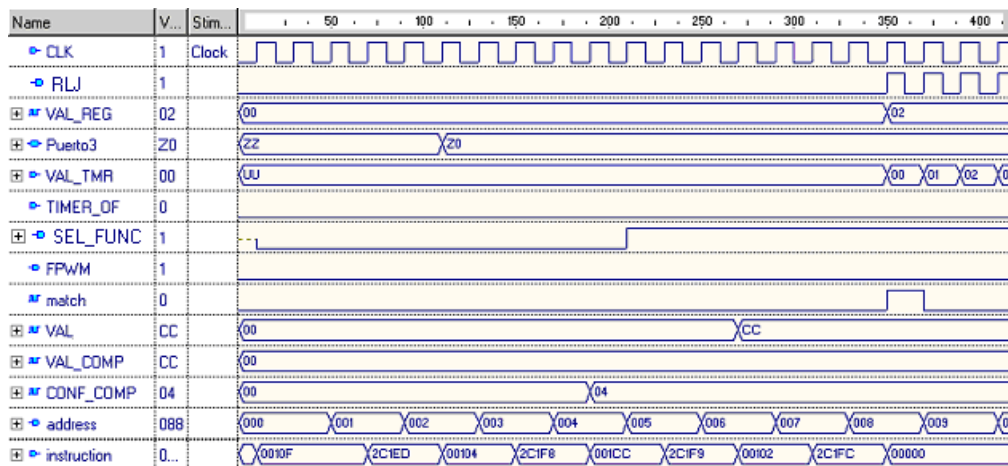 Name V... Stim... 50 100 150 200 250 300 350 400
CLK 1 Clock
RLJ 1
VAL_REG 02 00 02
Puerto3 Z0 ZZ Z0
VAL_TMR 00 UU 00 01 02 0
TIMER_OF 0
SEL_FUNC 1
FPWM 1
match 0
VAL CC 00 CC
VAL_COMP CC 00
CONF_COMP 04 00 04
address 088 000 001 002 003 004 005 006 007 008 009 0
instruction 0... 0010F 2C1ED 00104 2C1F8 001CC 2C1F9 00102 2C1FC 00000